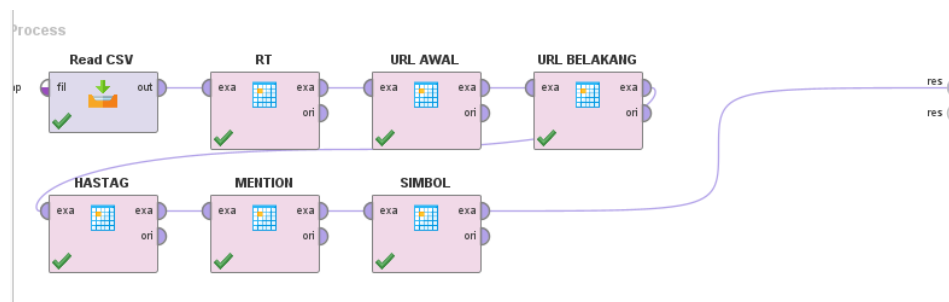 Process
Read CSV
RT
URL AWAL
URL BELAKANG
res
fil out
exa exa
exa exa
exa exa
ori
ori
ori
res
HASTAG
MENTION
SIMBOL
exa exa
exa exa
exa exa
ori
ori
ori